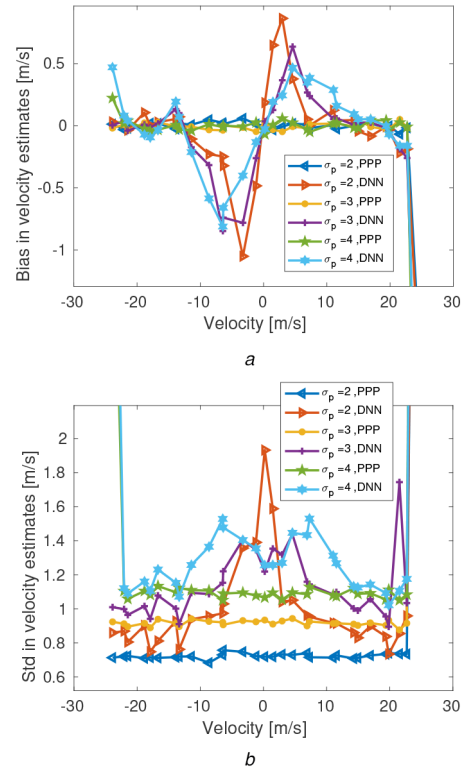 0.5
0
-0.5
-1
Bias in velocity estimates [m/s]
σp =2 ,PPP
σp =2 ,DNN
σp =3 ,PPP
σp =3 ,DNN
σp =4 ,PPP
σp =4 ,DNN
-30 -20 -10 0 10 20 30
Velocity [m/s]
a
σp =2 ,PPP
σp =2 ,DNN
σp =3 ,PPP
σp =3 ,DNN
σp =4 ,PPP
σp =4 ,DNN
2
1.8
1.6
1.4
1.2
1
0.8
0.6
Std in velocity estimates [m/s]
-30 -20 -10 0 10 20 30
Velocity [m/s]
b